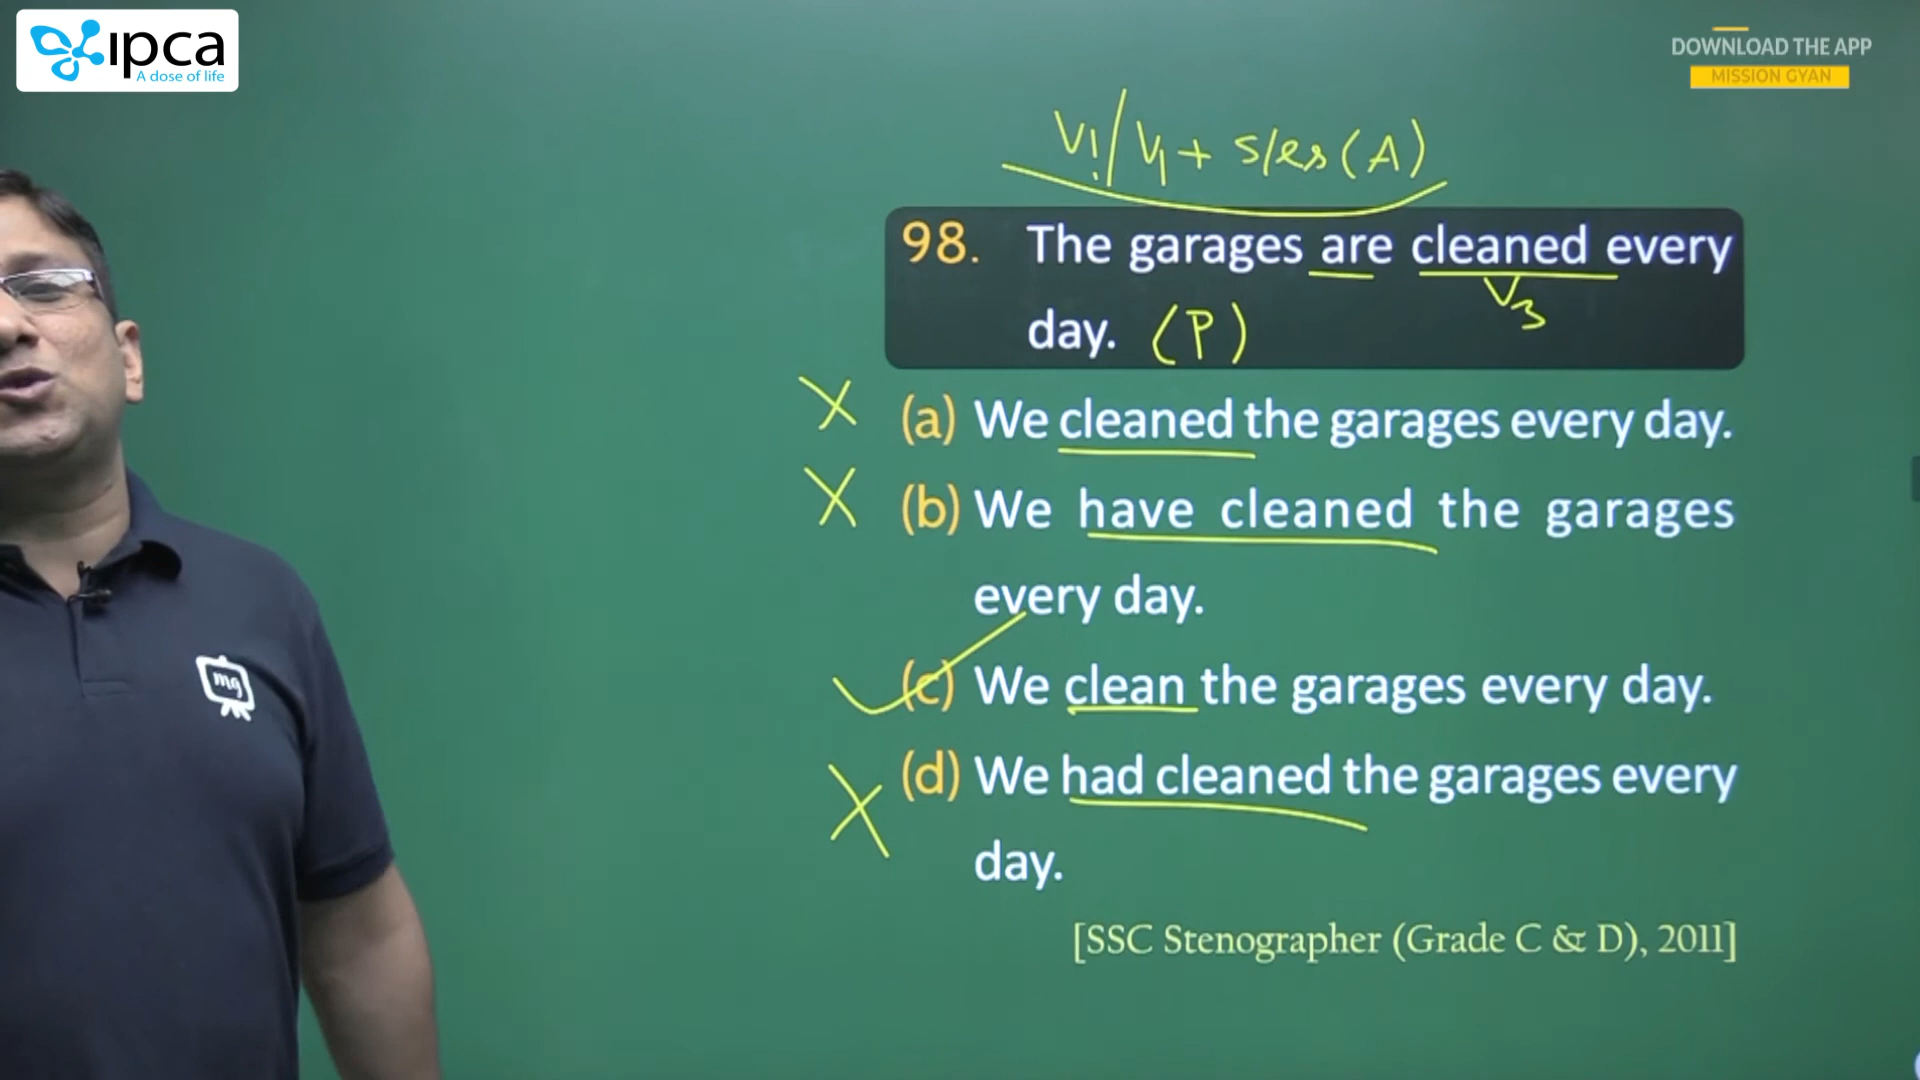 ipca
A dose of life
DOWNLOAD THE APP
MISSION GYAN
V1/V1 + s/es (A)
98. The garages are cleaned every
V3
day. (P)
(a) We cleaned the garages every day.
(b) We have cleaned the garages
every day.
(c) We clean the garages every day.
mg
(d) We had cleaned the garages every
day.
[SSC Stenographer (Grade C & D), 2011]